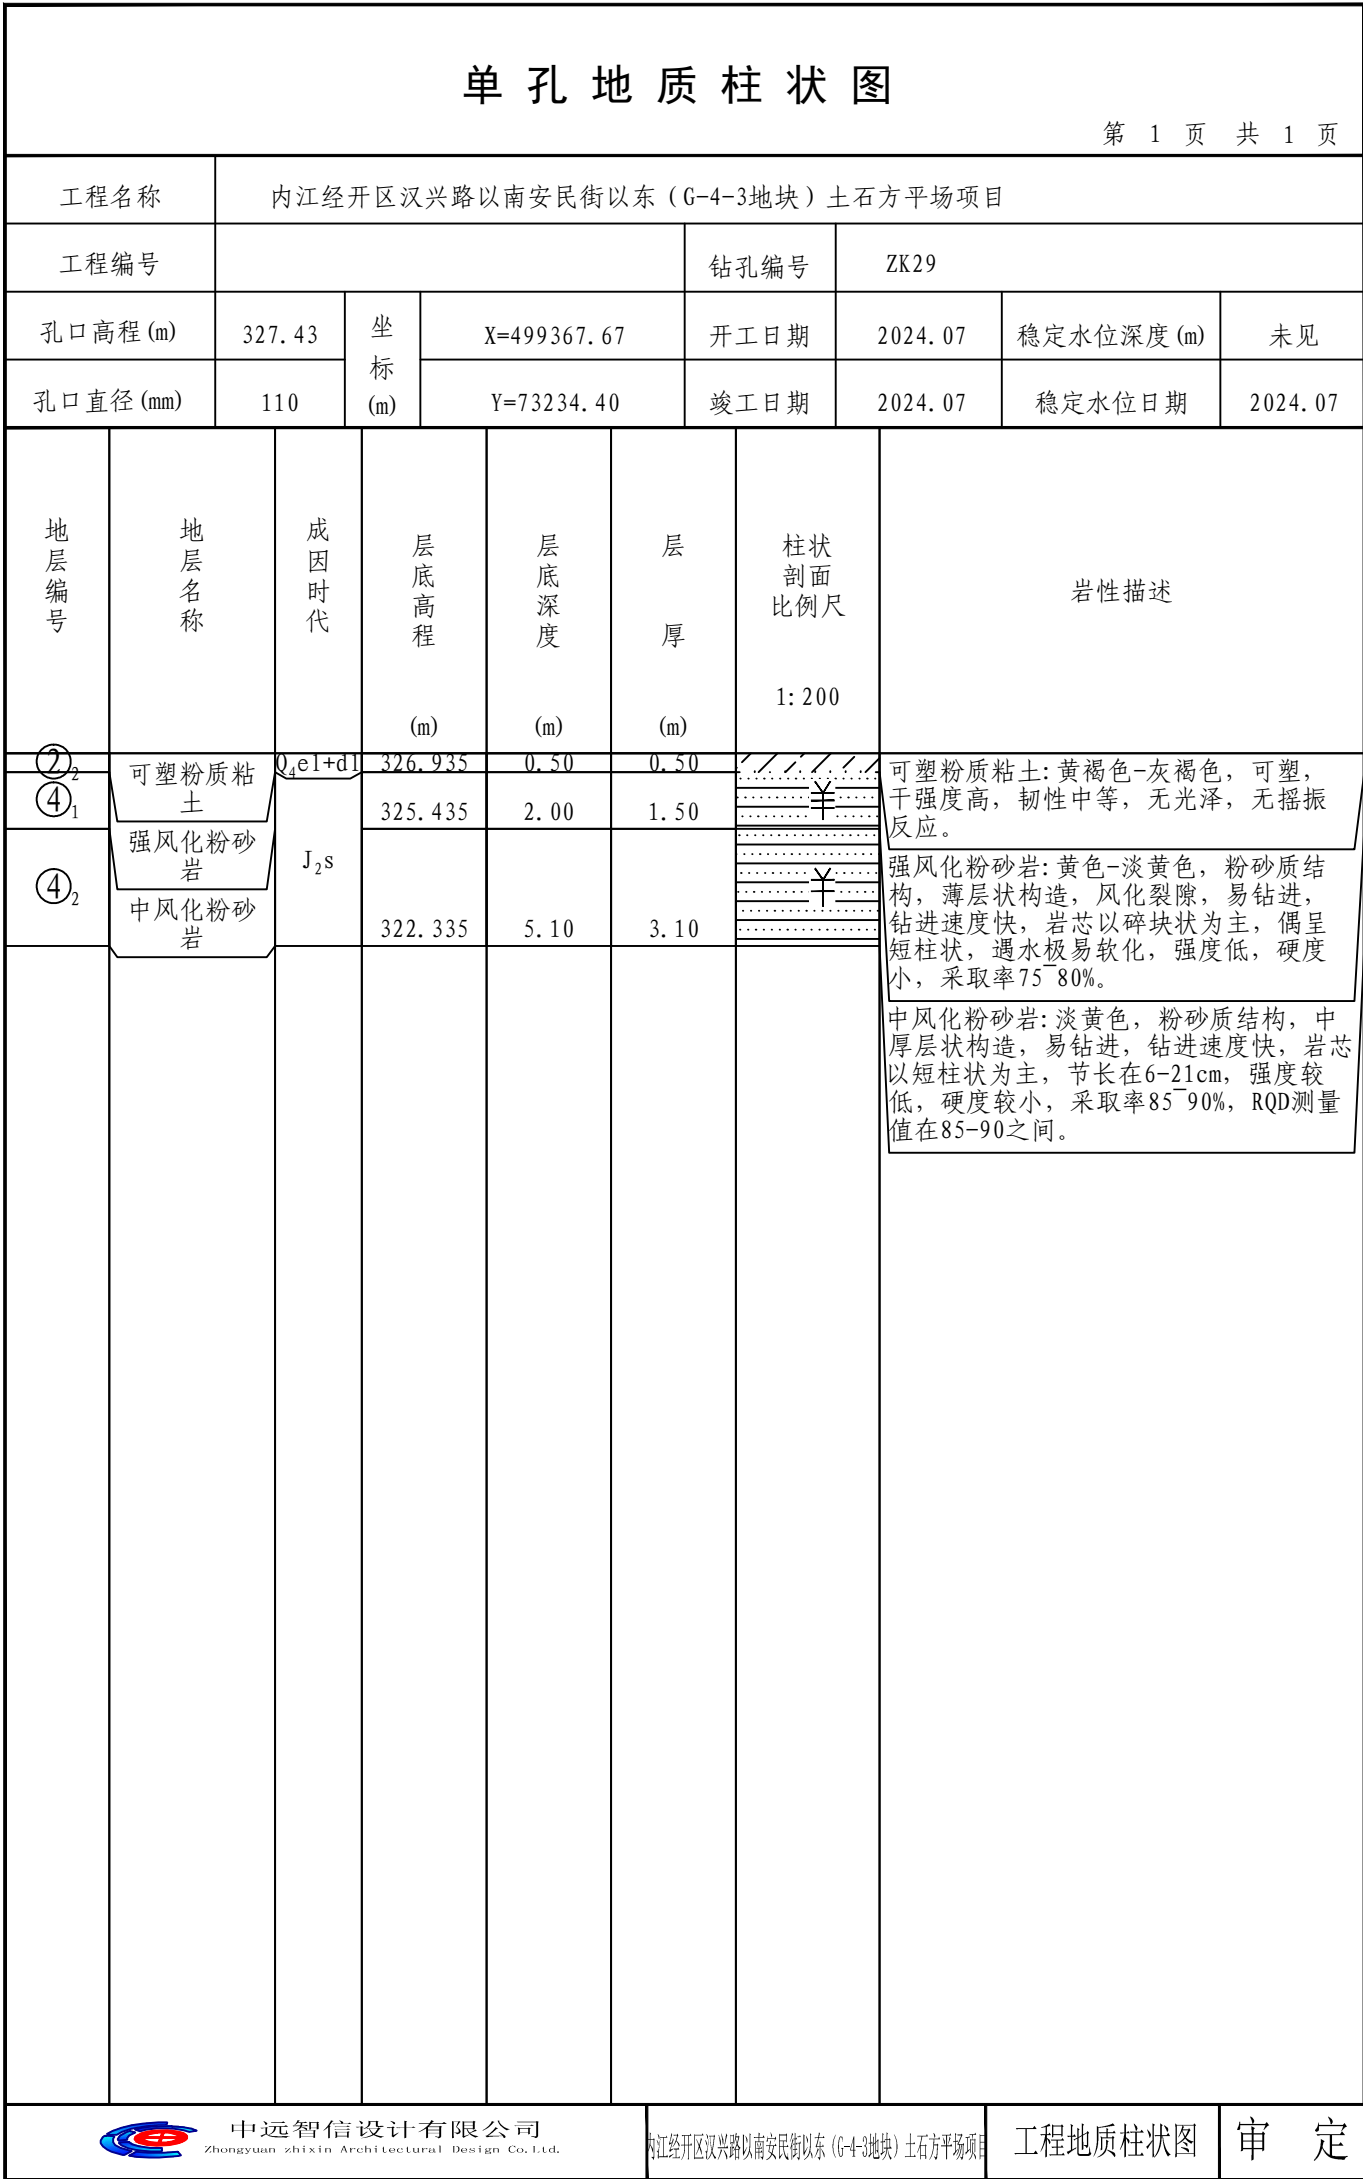 单孔地质柱状图
第 1 页 共 1 页
工程名称 内江经开区汉兴路以南安民街以东（G-4-3地块）土石方平场项目
工程编号 钻孔编号 ZK29
孔口高程(m) 327.43 坐标(m) X=499367.67 开工日期 2024.07 稳定水位深度(m) 未见
孔口直径(mm) 110 Y=73234.40 竣工日期 2024.07 稳定水位日期 2024.07
地层编号 地层名称 成因时代 层底高程(m) 层底深度(m) 层厚(m) 柱状剖面比例尺 1:200 岩性描述
②₂ 可塑粉质粘土 Q₄el+dl 326.935 0.50 0.50
可塑粉质粘土:黄褐色-灰褐色，可塑，
干强度高，韧性中等，无光泽，无摇振
反应。
④₁ 强风化粉砂岩 J₂s 325.435 2.00 1.50
强风化粉砂岩:黄色-淡黄色，粉砂质结
构，薄层状构造，风化裂隙，易钻进，
钻进速度快，岩芯以碎块状为主，偶呈
短柱状，遇水极易软化，强度低，硬度
小，采取率75‾80%。
④₂ 中风化粉砂岩 322.335 5.10 3.10
中风化粉砂岩:淡黄色，粉砂质结构，中
厚层状构造，易钻进，钻进速度快，岩芯
以短柱状为主，节长在6-21cm，强度较
低，硬度较小，采取率85‾90%，RQD测量
值在85-90之间。
中远智信设计有限公司
Zhongyuan zhixin Architectural Design Co.Ltd.
内江经开区汉兴路以南安民街以东（G-4-3地块）土石方平场项目
工程地质柱状图
审 定